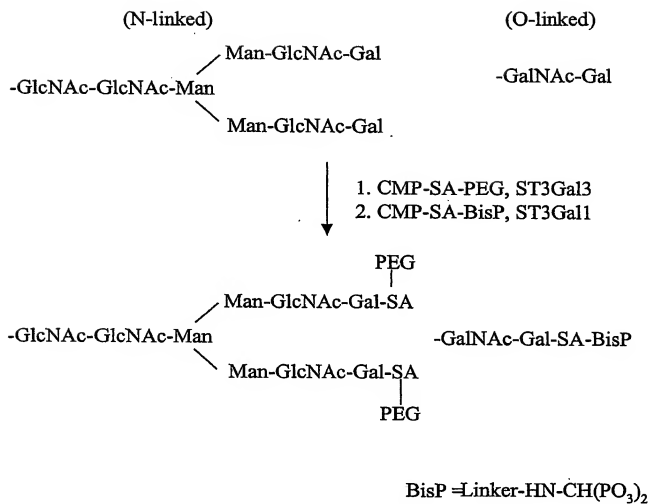 (N-linked) (O-linked)
Man-GlcNAc-Gal
-GlcNAc-GlcNAc-Man -GalNAc-Gal
Man-GlcNAc-Gal
1. CMP-SA-PEG, ST3Gal3
2. CMP-SA-BisP, ST3Gal1
PEG
Man-GlcNAc-Gal-SA
-GlcNAc-GlcNAc-Man -GalNAc-Gal-SA-BisP
Man-GlcNAc-Gal-SA
PEG
BisP =Linker-HN-CH(PO₃)₂